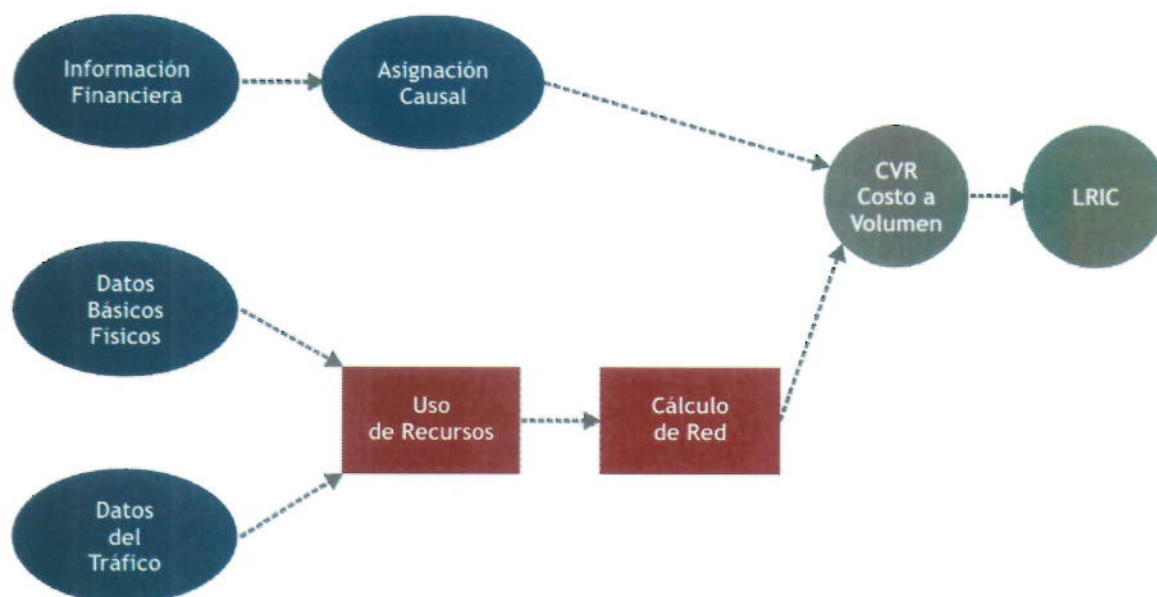 Información
Financiera
Asignación
Causal
CVR
Costo a
Volumen
LRIC
Datos
Básicos
Físicos
Uso
de Recursos
Cálculo
de Red
Datos
del
Tráfico